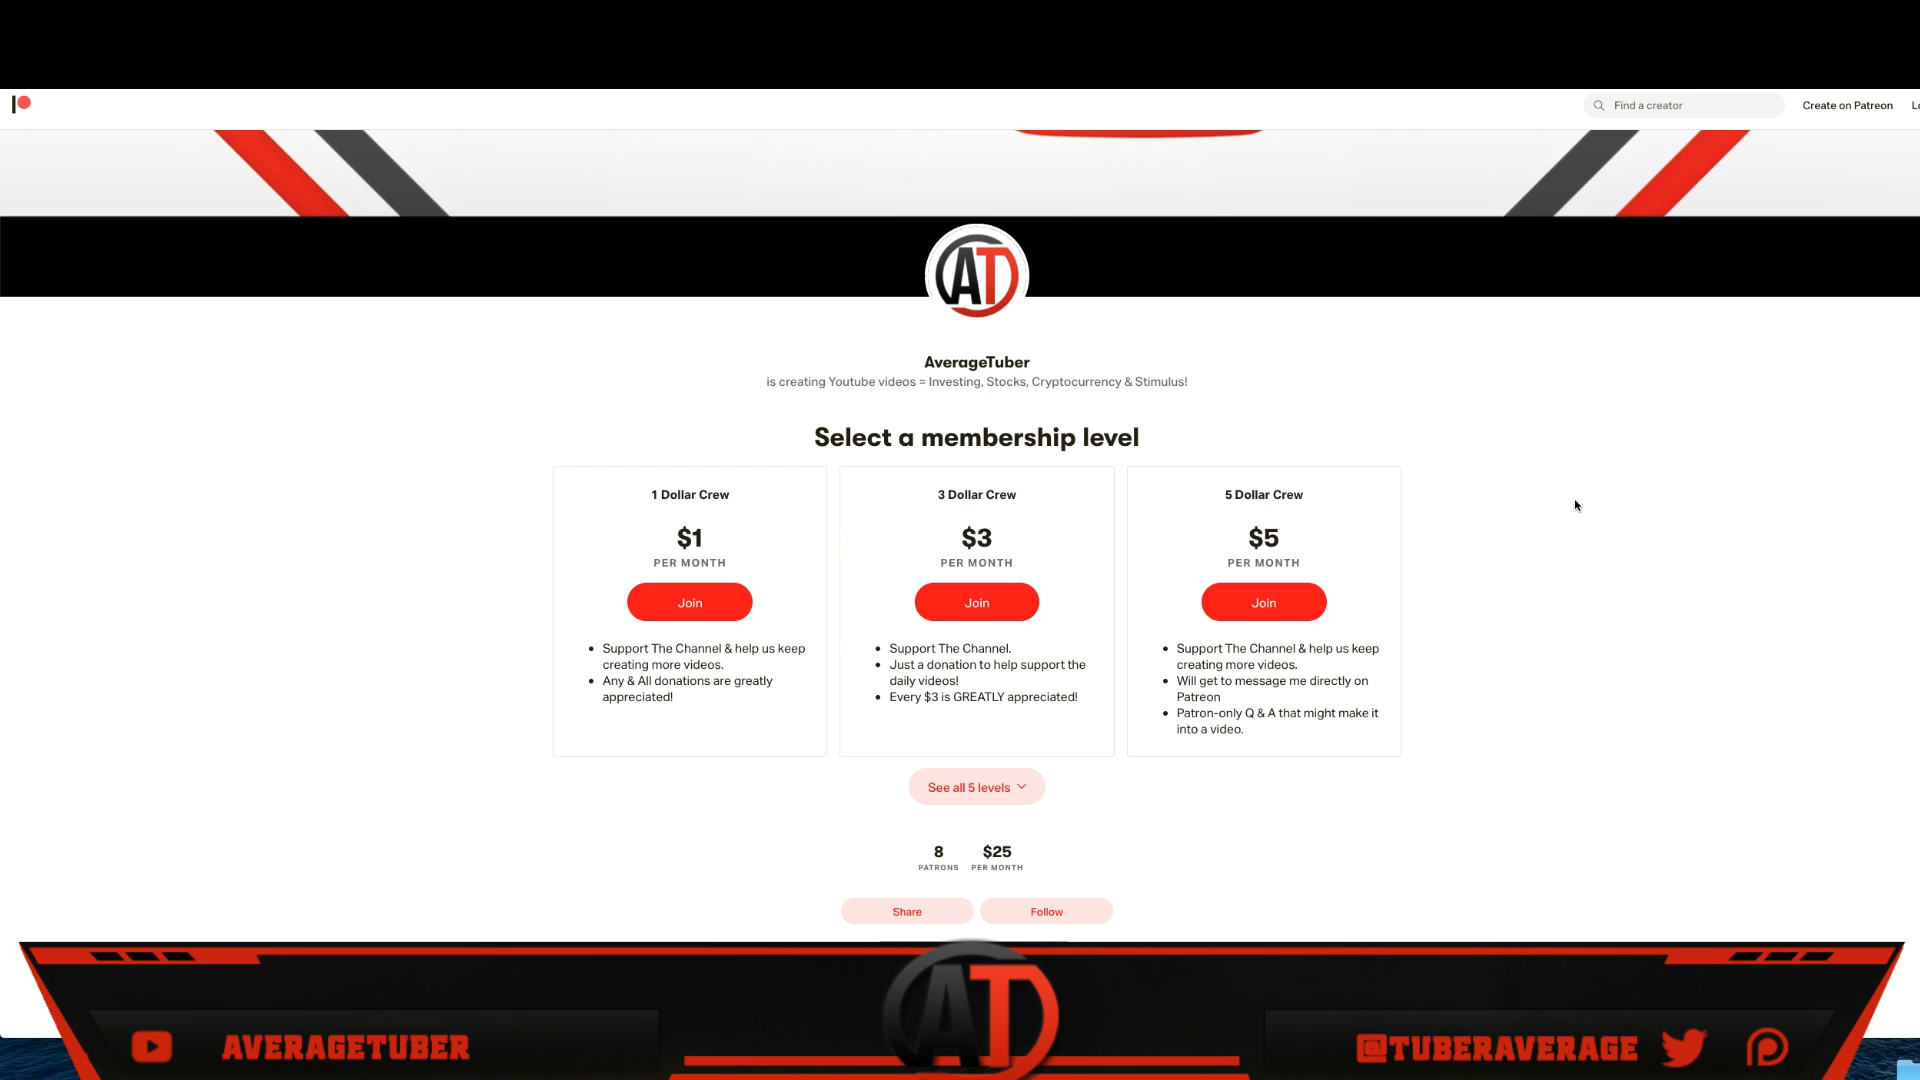 Find a creator
Create on Patreon
AT
AverageTuber
is creating Youtube videos = Investing, Stocks, Cryptocurrency & Stimulus!
Select a membership level
1 Dollar Crew
$1
PER MONTH
Join
• Support The Channel & help us keep
creating more videos.
• Any & All donations are greatly
appreciated!
3 Dollar Crew
$3
PER MONTH
Join
• Support The Channel.
• Just a donation to help support the
daily videos!
• Every $3 is GREATLY appreciated!
5 Dollar Crew
$5
PER MONTH
Join
• Support The Channel & help us keep
creating more videos.
• Will get to message me directly on
Patreon
• Patron-only Q & A that might make it
into a video.
See all 5 levels
8 $25
PATRONS PER MONTH
Share Follow
AT
AVERAGETUBER
@TUBERAVERAGE